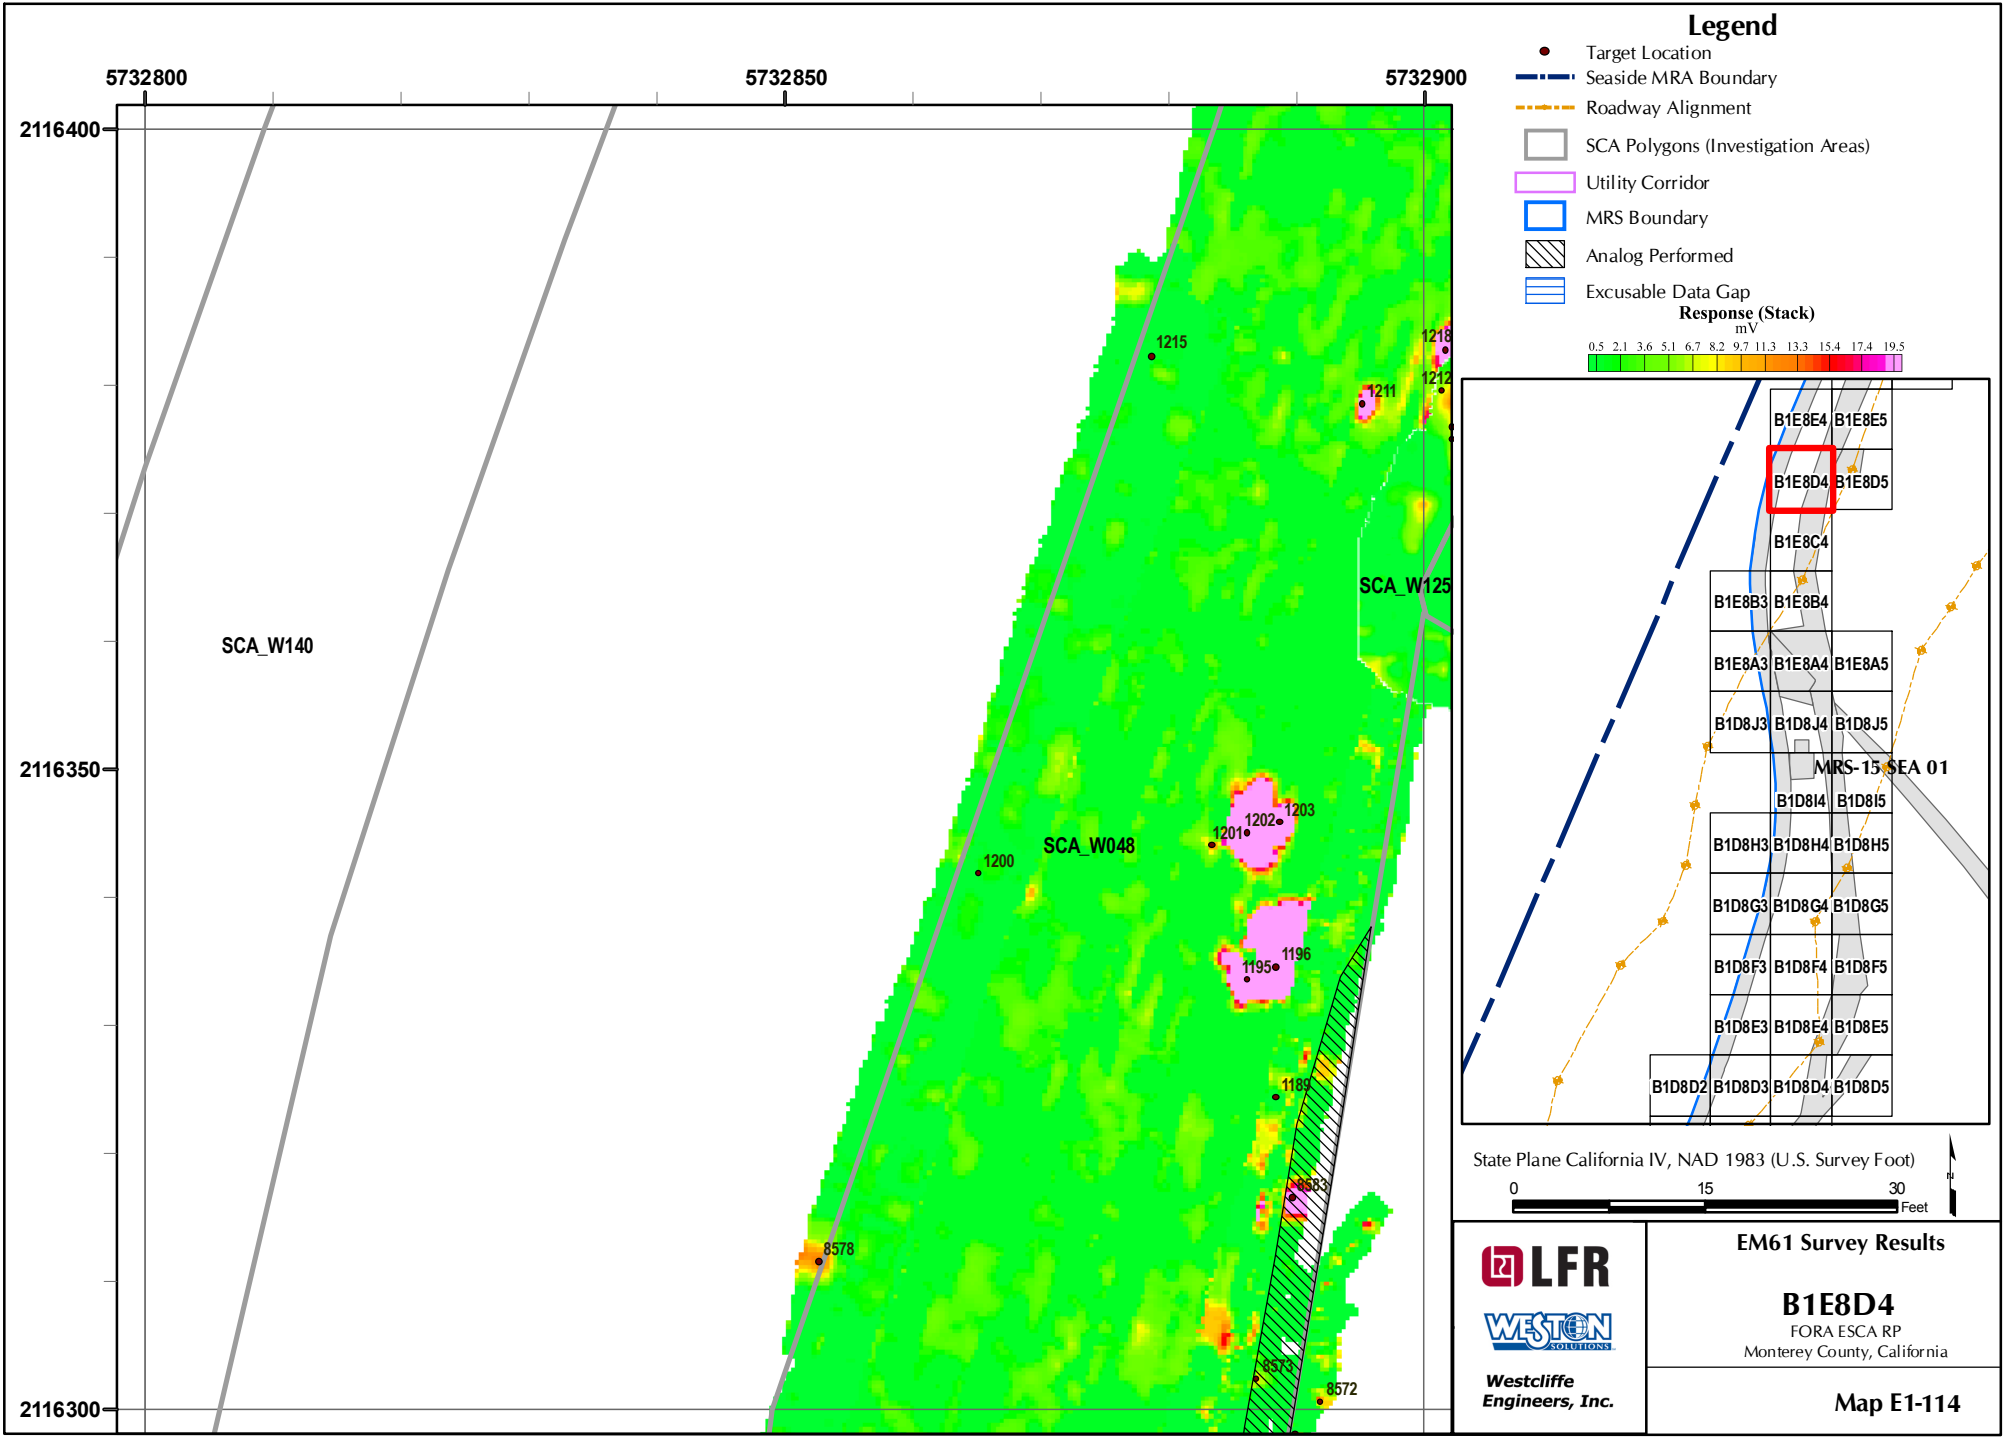 Legend
Target Location
Seaside MRA Boundary
Roadway Alignment
SCA Polygons (Investigation Areas)
Utility Corridor
MRS Boundary
Analog Performed
Excusable Data Gap
Response (Stack)
mV
0.5 2.1 3.6 5.1 6.7 8.2 9.7 11.3 13.3 15.4 17.4 19.5
5732800 5732850 5732900
2116400
2116350
2116300
1215
1218
1212
1211
SCA_W125
SCA_W140
1203
1202
1201
SCA_W048
1200
1196
1195
1189
8583
8578
8573
8572
B1E8E4 B1E8E5
B1E8D4 B1E8D5
B1E8C4
B1E8B3 B1E8B4
B1E8A3 B1E8A4 B1E8A5
B1D8J3 B1D8J4 B1D8J5
MRS-15 SEA 01
B1D8I4 B1D8I5
B1D8H3 B1D8H4 B1D8H5
B1D8G3 B1D8G4 B1D8G5
B1D8F3 B1D8F4 B1D8F5
B1D8E3 B1D8E4 B1D8E5
B1D8D2 B1D8D3 B1D8D4 B1D8D5
State Plane California IV, NAD 1983 (U.S. Survey Foot)
0 15 30
Feet
N
LFR
WESTON
SOLUTIONS
Westcliffe
Engineers, Inc.
EM61 Survey Results
B1E8D4
FORA ESCA RP
Monterey County, California
Map E1-114